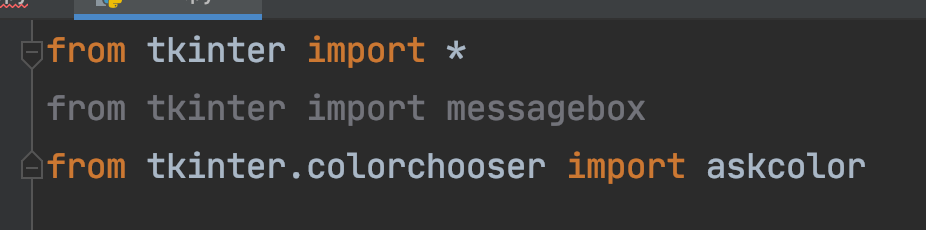 from tkinter import *
from tkinter import messagebox
from tkinter.colorchooser import askcolor